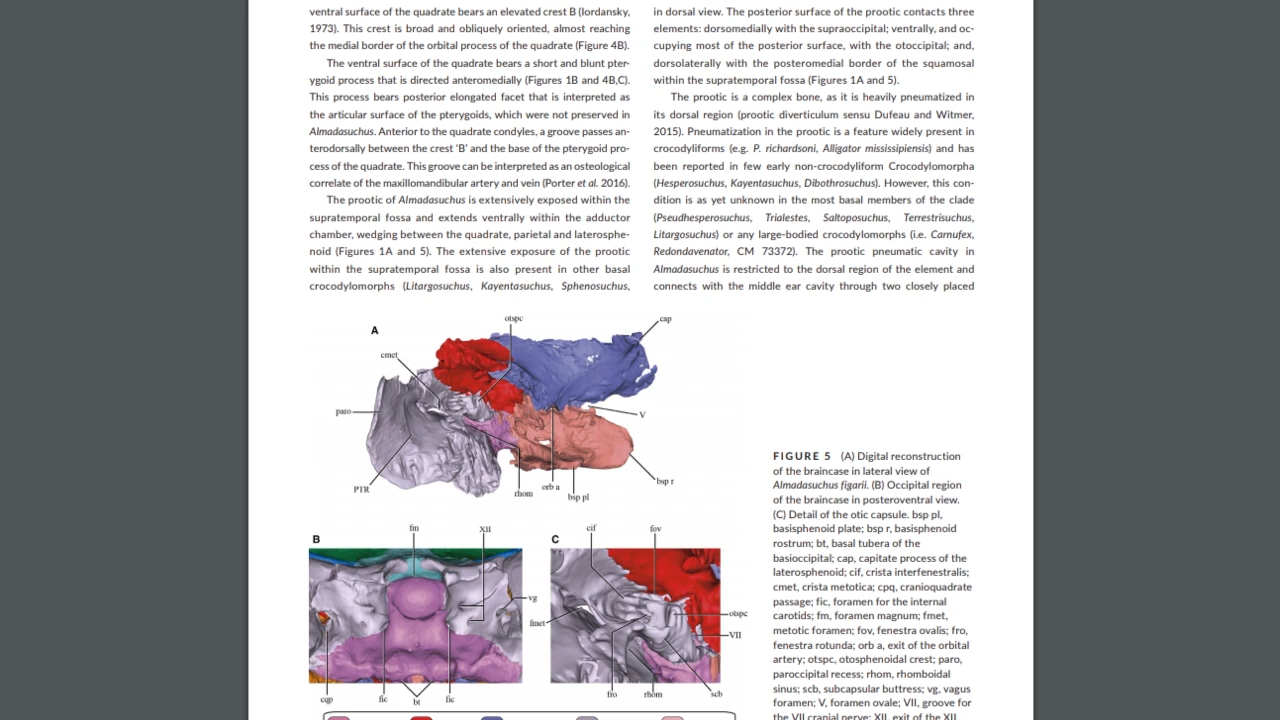 ventral surface of the quadrate bears an elevated crest B (Iordansky,
1973). This crest is broad and obliquely oriented, almost reaching
the medial border of the orbital process of the quadrate (Figure 4B).
The ventral surface of the quadrate bears a short and blunt pter-
ygoid process that is directed anteromedially (Figures 1B and 4B,C).
This process bears posterior elongated facet that is interpreted as
the articular surface of the pterygoids, which were not preserved in
Almadasuchus. Anterior to the quadrate condyles, a groove passes an-
terodorsally between the crest 'B' and the base of the pterygoid pro-
cess of the quadrate. This groove can be interpreted as an osteological
correlate of the maxillomandibular artery and vein (Porter et al. 2016).
The prootic of Almadasuchus is extensively exposed within the
supratemporal fossa and extends ventrally within the adductor
chamber, wedging between the quadrate, parietal and laterosphe-
noid (Figures 1A and 5). The extensive exposure of the prootic
within the supratemporal fossa is also present in other basal
crocodylomorphs (Litargosuchus, Kayentasuchus, Sphenosuchus,
in dorsal view. The posterior surface of the prootic contacts three
elements: dorsomedially with the supraoccipital; ventrally, and oc-
cupying most of the posterior surface, with the otoccipital; and,
dorsolaterally with the posteromedial border of the squamosal
within the supratemporal fossa (Figures 1A and 5).
The prootic is a complex bone, as it is heavily pneumatized in
its dorsal region (prootic diverticulum sensu Dufeau and Witmer,
2015). Pneumatization in the prootic is a feature widely present in
crocodyliforms (e.g. P. richardsoni, Alligator mississipiensis) and has
been reported in few early non-crocodyliform Crocodylomorpha
(Hesperosuchus, Kayentasuchus, Dibothrosuchus). However, this con-
dition is as yet unknown in the most basal members of the clade
(Pseudhesperosuchus, Trialestes, Saltoposuchus, Terrestrisuchus,
Litargosuchus) or any large-bodied crocodylomorphs (i.e. Carnufex,
Redondavenator, CM 73372). The prootic pneumatic cavity in
Almadasuchus is restricted to the dorsal region of the element and
connects with the middle ear cavity through two closely placed
A
otspc
cap
cmet
paro
V
PTR
rhom
orb a
bsp pl
bsp r
B
fm
XII
vg
cqp
fic
bt
fic
C
cif
fov
fmet
otspc
VII
fro
rhom
scb
FIGURE 5 (A) Digital reconstruction
of the braincase in lateral view of
Almadasuchus figarii. (B) Occipital region
of the braincase in posteroventral view.
(C) Detail of the otic capsule. bsp pl,
basisphenoid plate; bsp r, basisphenoid
rostrum; bt, basal tubera of the
basioccipital; cap, capitate process of the
laterosphenoid; cif, crista interfenestralis;
cmet, crista metotica; cpq, cranioquadrate
passage; fic, foramen for the internal
carotids; fm, foramen magnum; fmet,
metotic foramen; fov, fenestra ovalis; fro,
fenestra rotunda; orb a, exit of the orbital
artery; otspc, otosphenoidal crest; paro,
paroccipital recess; rhom, rhomboidal
sinus; scb, subcapsular buttress; vg, vagus
foramen; V, foramen ovale; VII, groove for
the VII cranial nerve; XII, exit of the XII